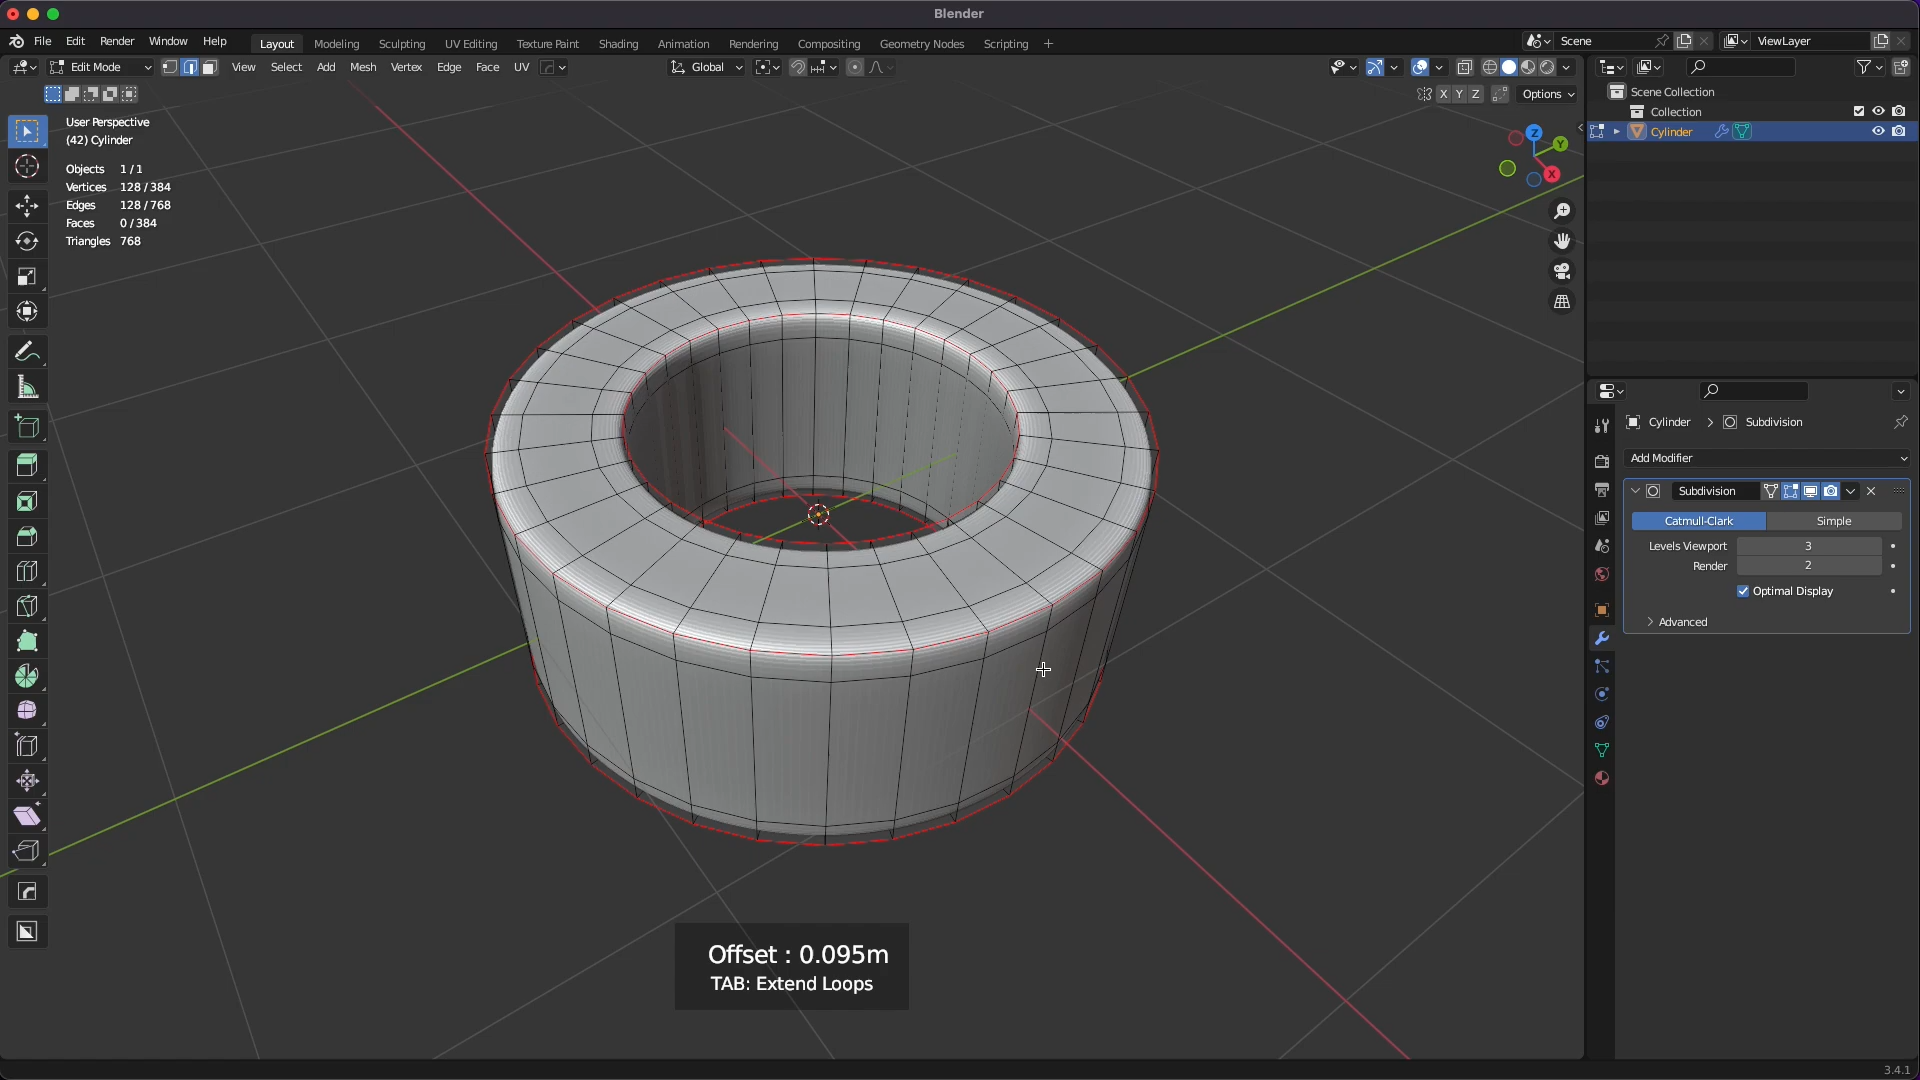 Blender
File Edit Render Window Help Layout Modeling Sculpting UV Editing Texture Paint Shading Animation Rendering Compositing Geometry Nodes Scripting + Scene ViewLayer
Edit Mode View Select Add Mesh Vertex Edge Face UV Global
X Y Z Options
User Perspective
(42) Cylinder
Objects 1/1
Vertices 128/384
Edges 128/768
Faces 0/384
Triangles 768
Z
Y
X
Scene Collection
Collection
Cylinder
Cylinder > Subdivision
Add Modifier
Subdivision
Catmull-Clark Simple
Levels Viewport 3
Render 2
Optimal Display
> Advanced
Offset : 0.095m
TAB: Extend Loops
3.4.1